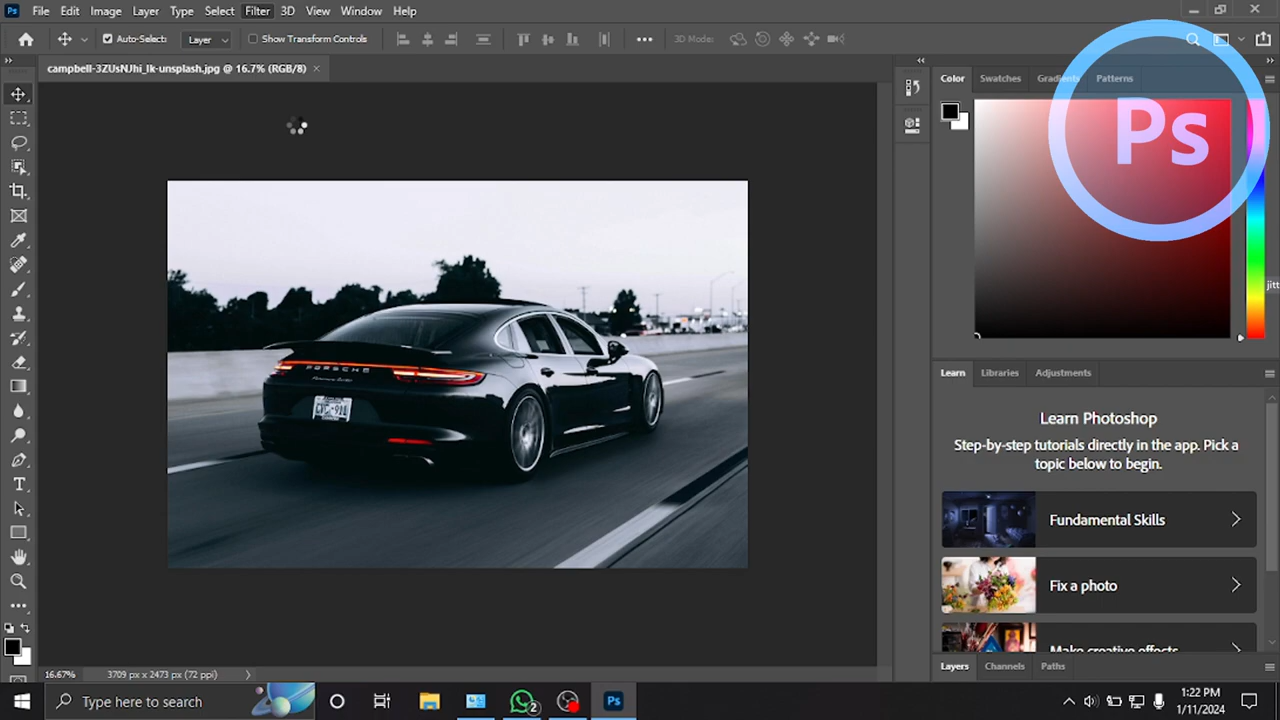 Ps File Edit Image Layer Type Select Filter 3D View Window Help
Auto-Select: Layer Show Transform Controls 3D Mode:
campbell-3ZUsNJhi_Ik-unsplash.jpg @ 16.7% (RGB/8)
Color Swatches Gradients Patterns
Ps
jitt
PORSCHE
Learn Libraries Adjustments
Learn Photoshop
Step-by-step tutorials directly in the app. Pick a
topic below to begin.
Fundamental Skills
Fix a photo
Make creative effects
Layers Channels Paths
16.67% 3709 px x 2473 px (72 ppi)
Type here to search
2
Ps
1:22 PM
1/11/2024